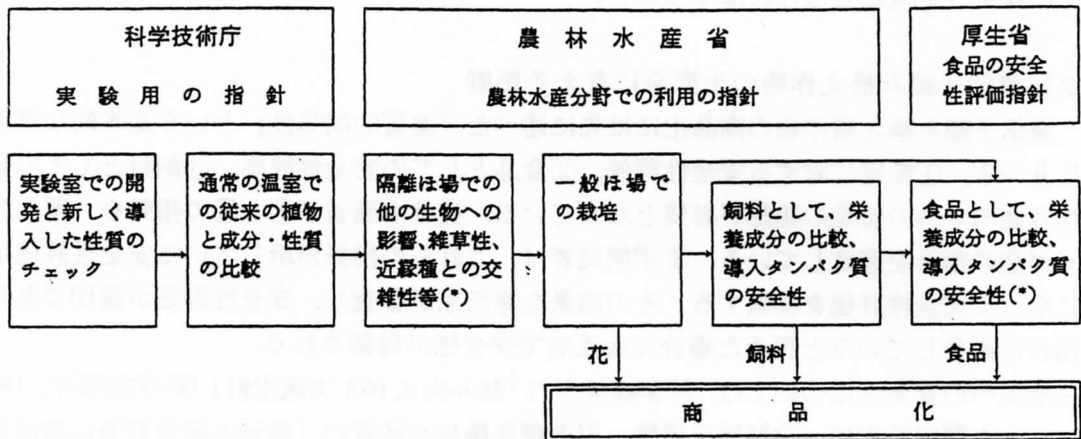 科学技術庁
実験用の指針
農林水産省
農林水産分野での利用の指針
厚生省
食品の安全
性評価指針
実験室での開
発と新しく導
入した性質の
チェック
通常の温室で
の従来の植物
と成分、性質
の比較
隔離ほ場での
他の生物への
影響、雑草性、
近縁種との交
雑性等(*)
一般ほ場で
の栽培
飼料として、栄
養成分の比較、
導入タンパク質
の安全性
食品として、栄
養成分の比較、
導入タンパク質
の安全性(*)
花 飼料 食品
商品化